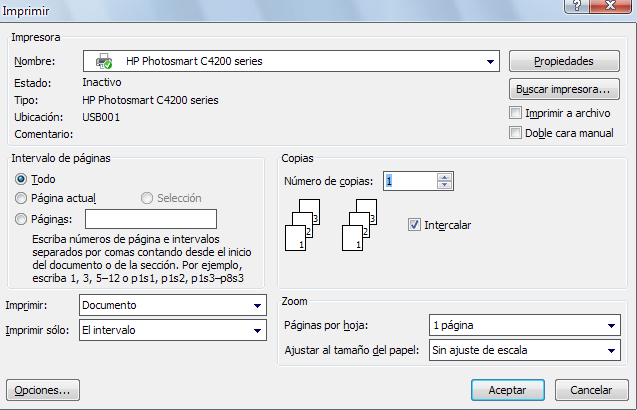 Imprimir
Impresora
Nombre: HP Photosmart C4200 series Propiedades
Estado: Inactivo
Tipo: HP Photosmart C4200 series Buscar impresora...
Ubicación: USB001 Imprimir a archivo
Comentario: Doble cara manual
Intervalo de páginas
Todo
Página actual Selección
Páginas:
Escriba números de página e intervalos
separados por comas contando desde el inicio
del documento o de la sección. Por ejemplo,
escriba 1, 3, 5–12 o p1s1, p1s2, p1s3–p8s3
Copias
Número de copias: 1
3 3
2 2
1 1
Intercalar
Imprimir: Documento
Imprimir sólo: El intervalo
Zoom
Páginas por hoja: 1 página
Ajustar al tamaño del papel: Sin ajuste de escala
Opciones... Aceptar Cancelar